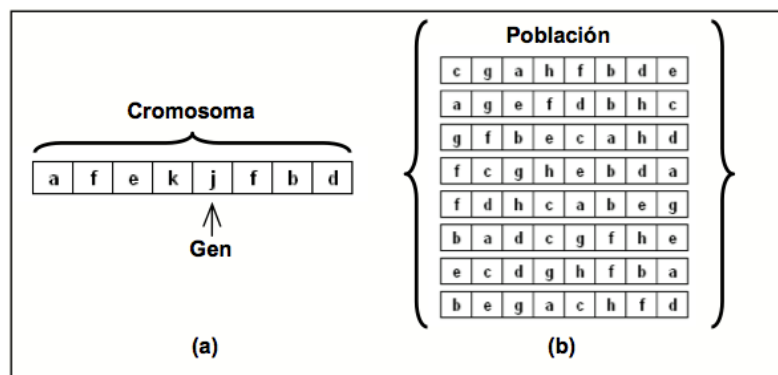 Cromosoma
a f e k j f b d
Gen
(a)
Población
c g a h f b d e
a g e f d b h c
g f b e c a h d
f c g h e b d a
f d h c a b e g
b a d c g f h e
e c d g h f b a
b e g a c h f d
(b)